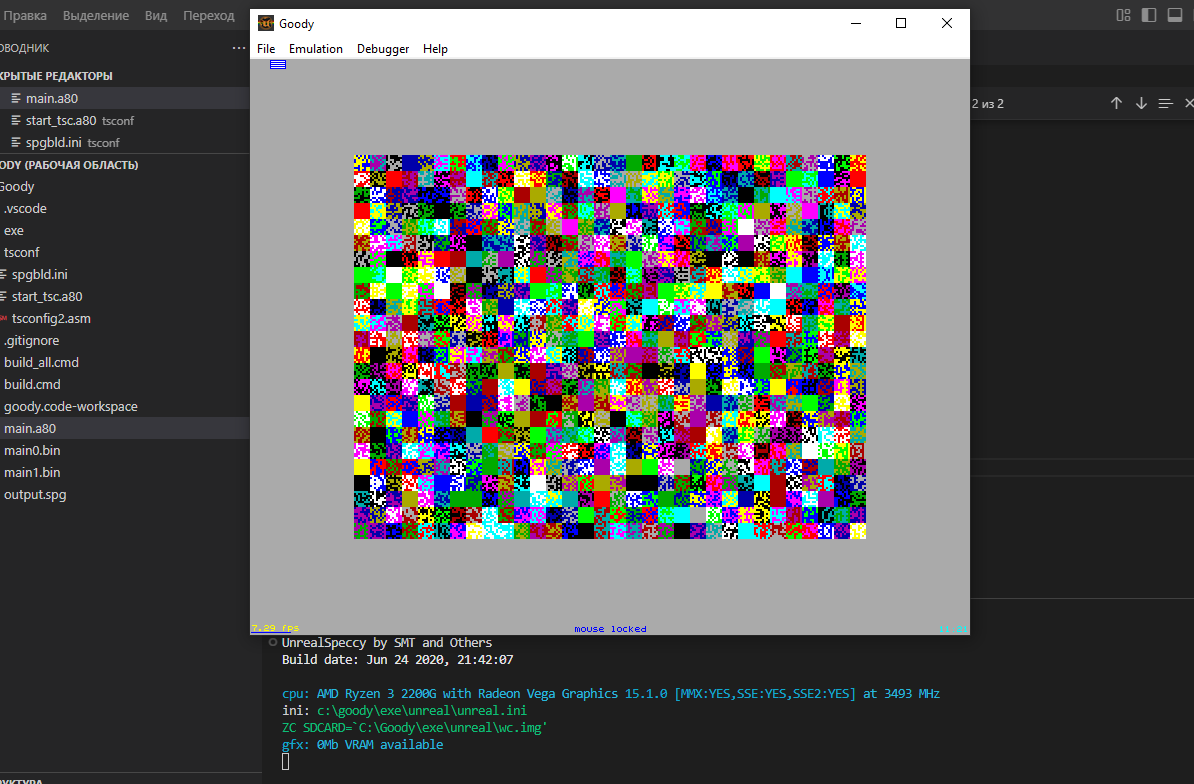 Правка Выделение Вид Переход
ОВОДНИК
КРЫТЫЕ РЕДАКТОРЫ
main.a80
start_tsc.a80 tsconf
spgbld.ini tsconf
ODY (РАБОЧАЯ ОБЛАСТЬ)
Goody
.vscode
exe
tsconf
spgbld.ini
start_tsc.a80
tsconfig2.asm
.gitignore
build_all.cmd
build.cmd
goody.code-workspace
main.a80
main0.bin
main1.bin
output.spg
РУКТУРА
Goody
File Emulation Debugger Help
7.29 fps
mouse locked
2 из 2
UnrealSpeccy by SMT and Others
Build date: Jun 24 2020, 21:42:07
cpu: AMD Ryzen 3 2200G with Radeon Vega Graphics 15.1.0 [MMX:YES,SSE:YES,SSE2:YES] at 3493 MHz
ini: c:\goody\exe\unreal\unreal.ini
ZC SDCARD=`C:\Goody\exe\unreal\wc.img'
gfx: 0Mb VRAM available